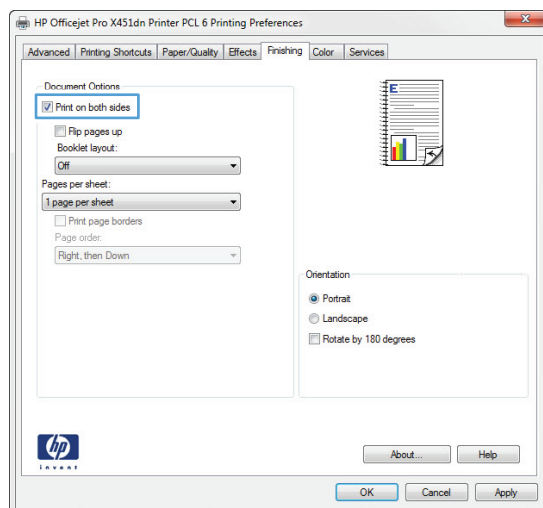 HP Officejet Pro X451dn Printer PCL 6 Printing Preferences
Advanced Printing Shortcuts Paper/Quality Effects Finishing Color Services
Document Options
Print on both sides
Flip pages up
Booklet layout:
Off
Pages per sheet:
1 page per sheet
Print page borders
Page order:
Right, then Down
E
Orientation
Portrait
Landscape
Rotate by 180 degrees
hp
invent
About... Help
OK Cancel Apply